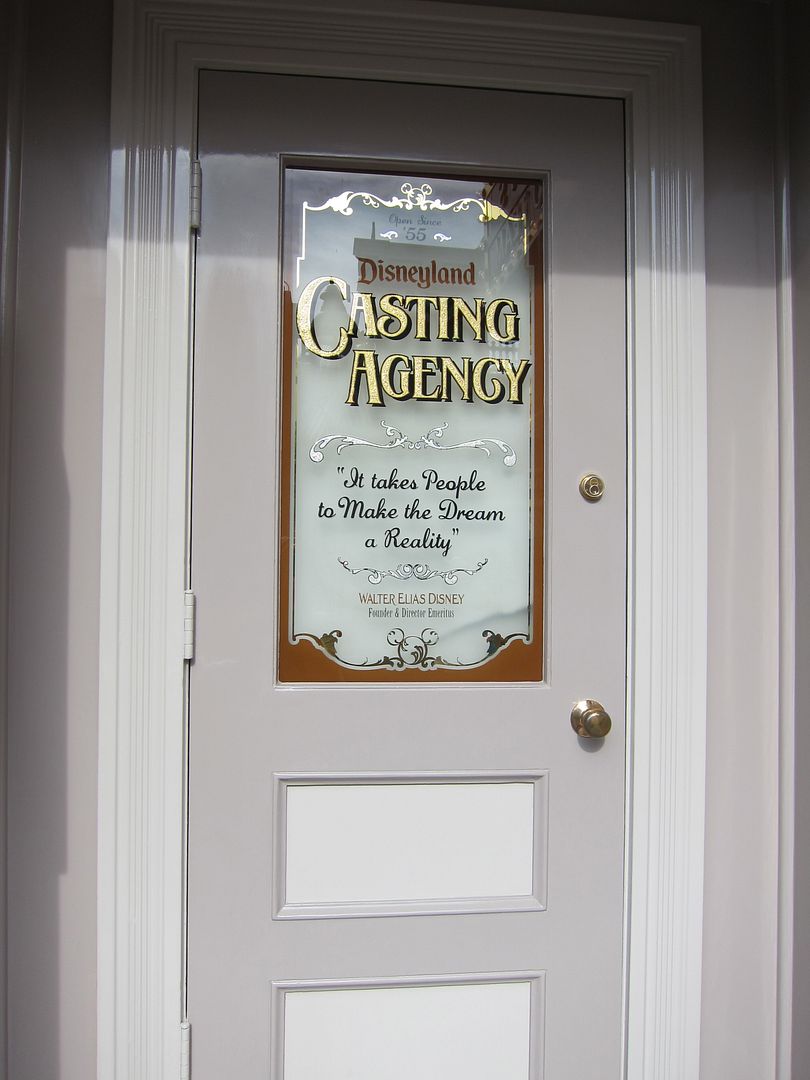 Open Since
'55
Disneyland
CASTING
AGENCY
"It takes People
to Make the Dream
a Reality"
WALTER ELIAS DISNEY
Founder & Director Emeritus